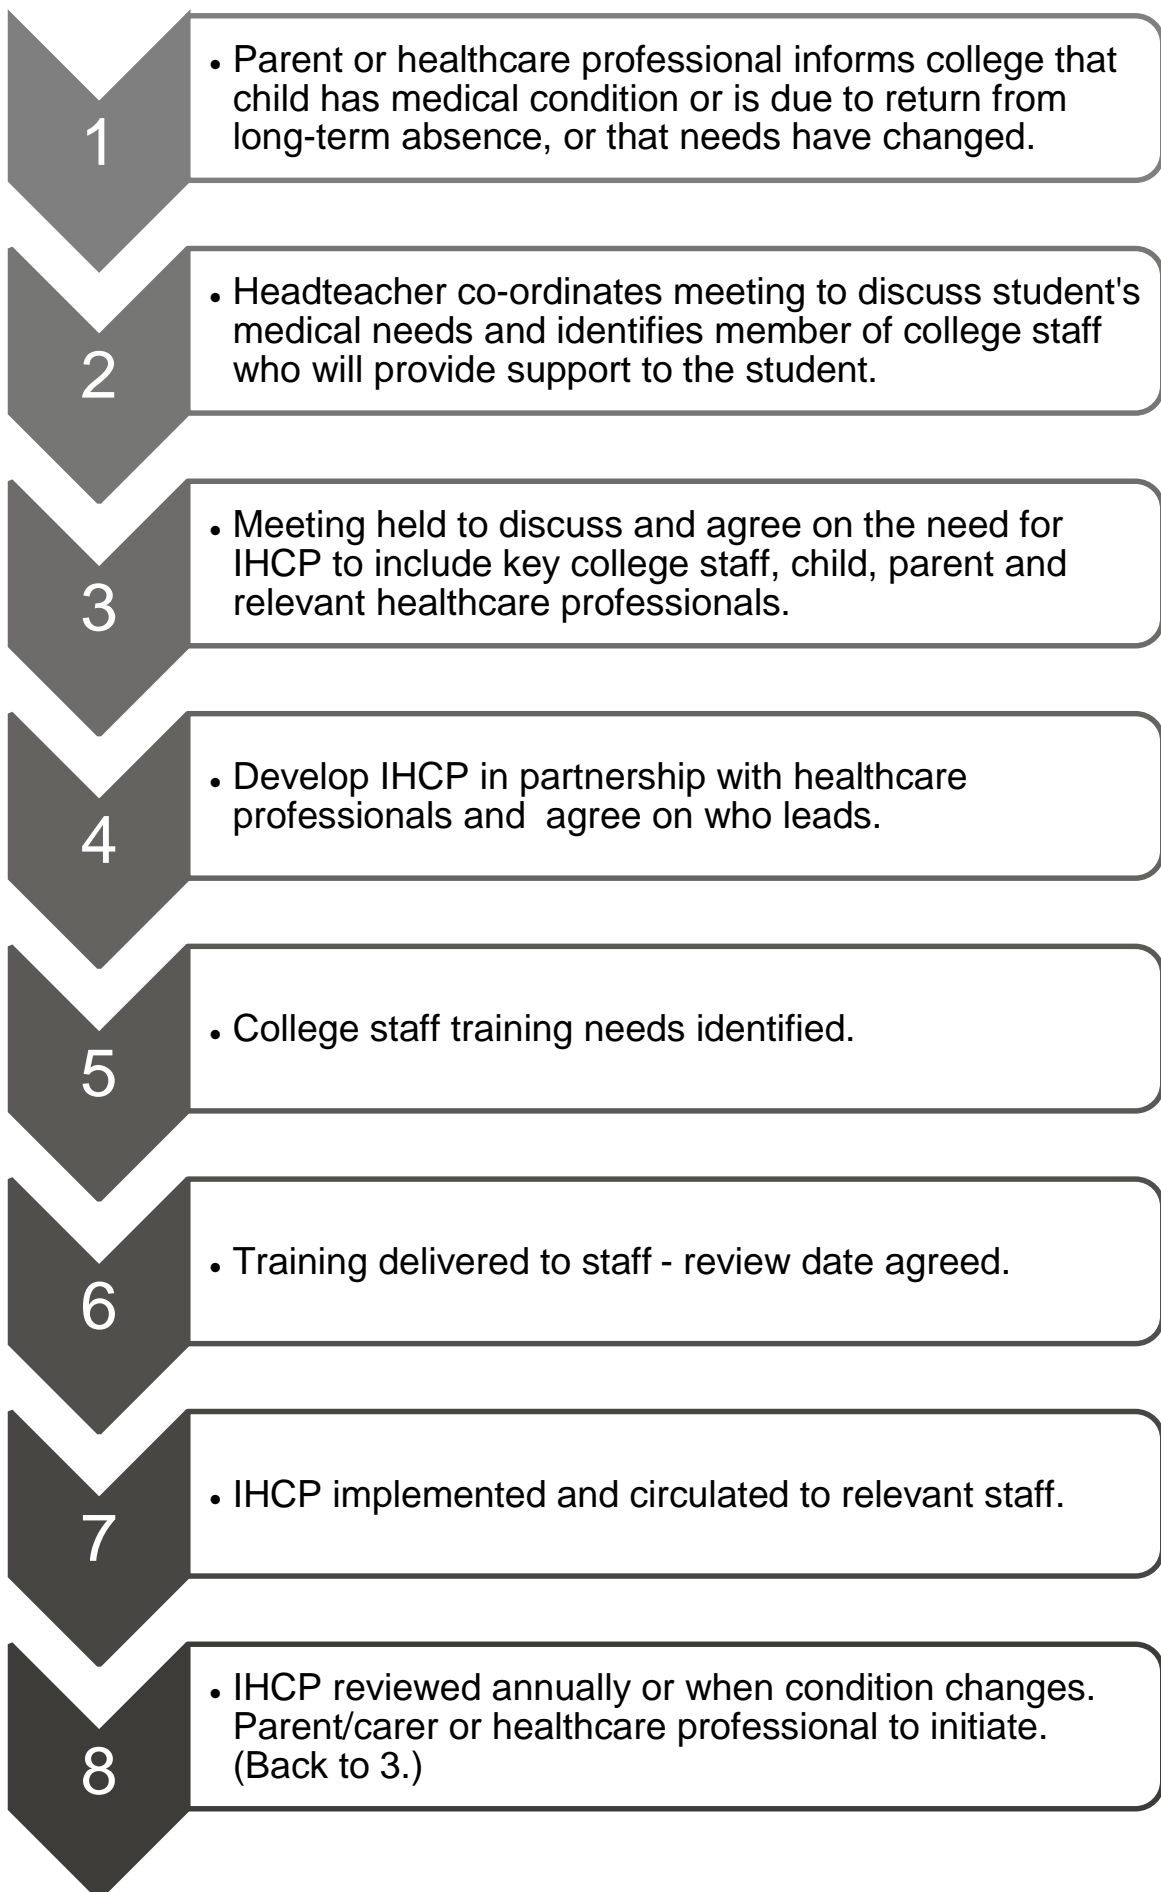 1
• Parent or healthcare professional informs college that
child has medical condition or is due to return from
long-term absence, or that needs have changed.
2
• Headteacher co-ordinates meeting to discuss student's
medical needs and identifies member of college staff
who will provide support to the student.
3
• Meeting held to discuss and agree on the need for
IHCP to include key college staff, child, parent and
relevant healthcare professionals.
4
• Develop IHCP in partnership with healthcare
professionals and  agree on who leads.
5
• College staff training needs identified.
6
• Training delivered to staff - review date agreed.
7
• IHCP implemented and circulated to relevant staff.
8
• IHCP reviewed annually or when condition changes.
Parent/carer or healthcare professional to initiate.
(Back to 3.)